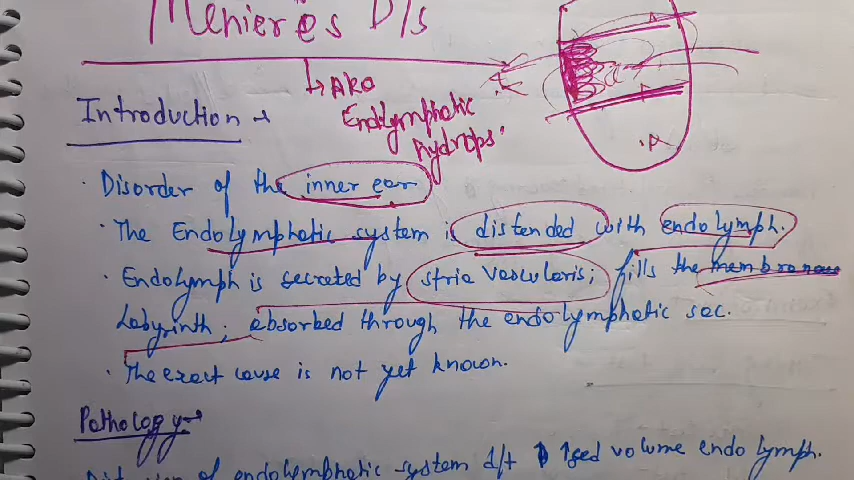 Menieres D/s
↳ AKA
Endolymphatic
hydrops'
Introduction →
· Disorder of the inner ear
· The Endolymphatic system is distended with endolymph.
· Endolymph is secreted by stria vascularis; fills the membranous
Labyrinth; absorbed through the endolymphatic sac.
· The exact cause is not yet known.
Pathology →
of endolymphatic system d/t ↑sed volume endolymph.